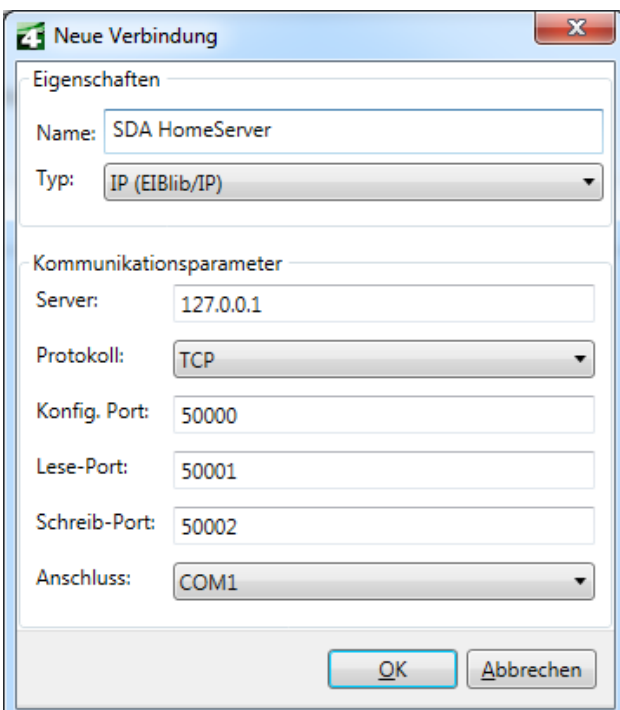 4 Neue Verbindung
Eigenschaften
Name: SDA HomeServer
Typ: IP (EIBlib/IP)
Kommunikationsparameter
Server: 127.0.0.1
Protokoll: TCP
Konfig. Port: 50000
Lese-Port: 50001
Schreib-Port: 50002
Anschluss: COM1
OK Abbrechen